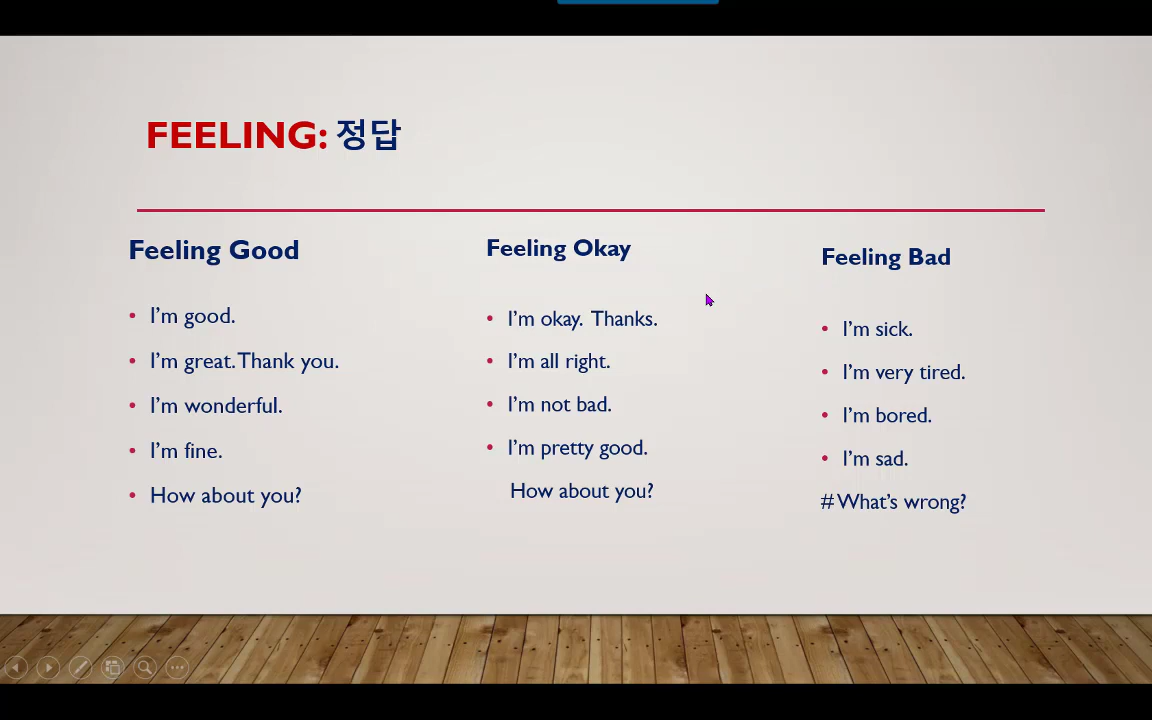 FEELING: 정답
Feeling Good
I'm good.
I'm great. Thank you.
I'm wonderful.
I'm fine.
How about you?
Feeling Okay
I'm okay. Thanks.
I'm all right.
I'm not bad.
I'm pretty good.
How about you?
Feeling Bad
I'm sick.
I'm very tired.
I'm bored.
I'm sad.
# What's wrong?